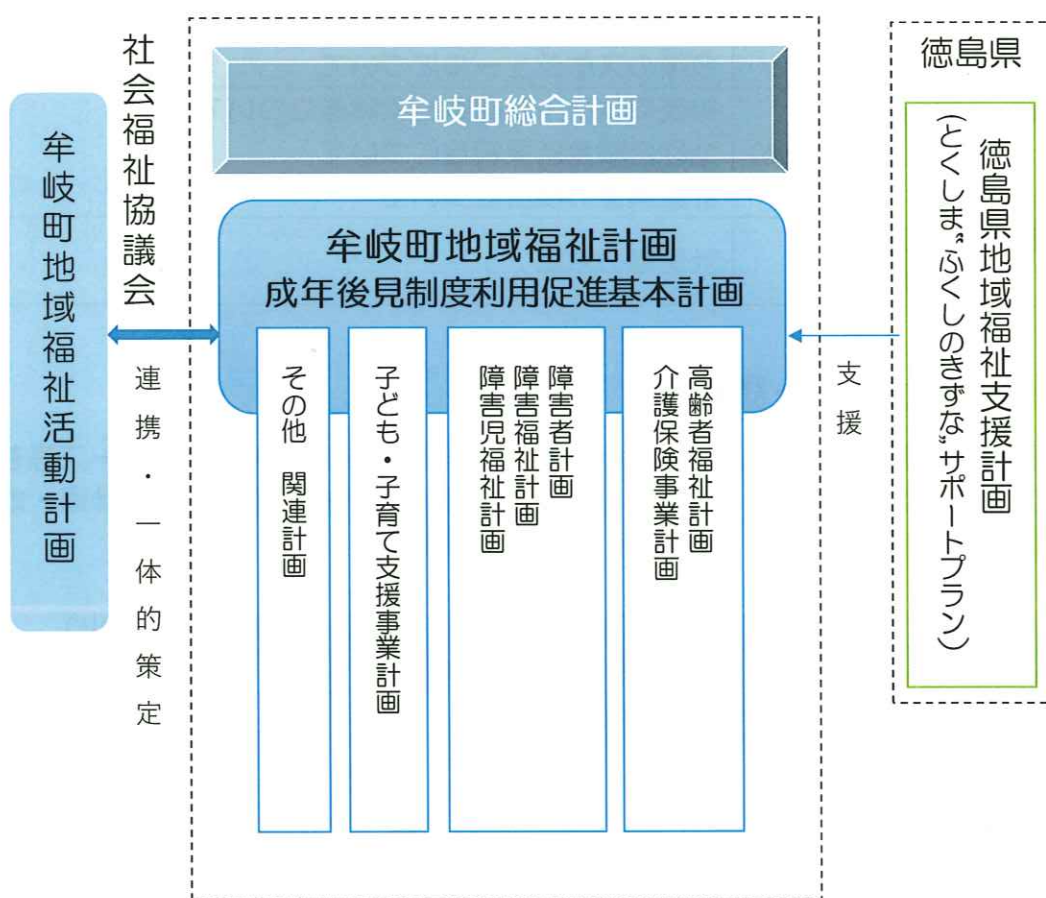 徳島県
徳島県地域福祉支援計画
(とくしま“ふくしのきずな”サポートプラン)
支援
牟岐町総合計画
牟岐町地域福祉計画
成年後見制度利用促進基本計画
高齢者福祉計画
介護保険事業計画
障害者計画
障害福祉計画
障害児福祉計画
子ども・子育て支援事業計画
その他 関連計画
社会福祉協議会
連携・一体的策定
牟岐町地域福祉活動計画